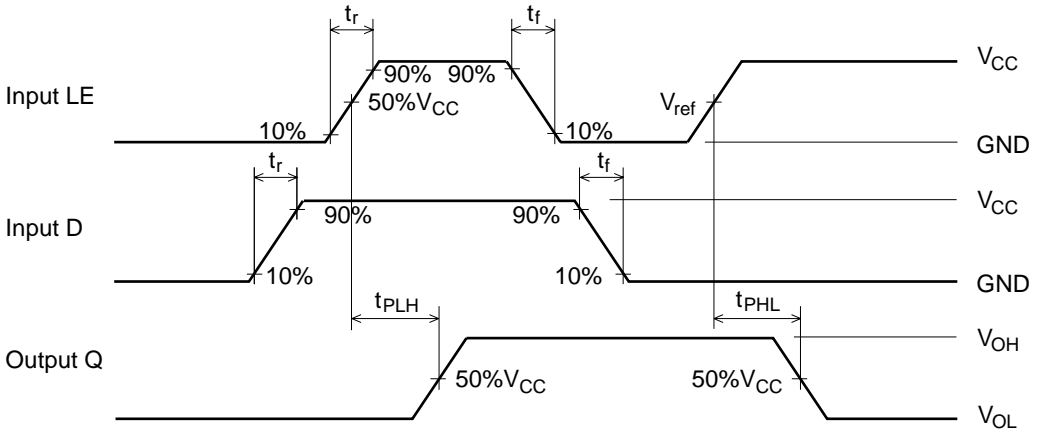 tr tf
VCC
90% 90%
Input LE 50%VCC Vref
10% 10%
GND
tr tf
VCC
90% 90%
Input D
10% 10%
GND
tPLH tPHL
VOH
Output Q
50%VCC 50%VCC
VOL